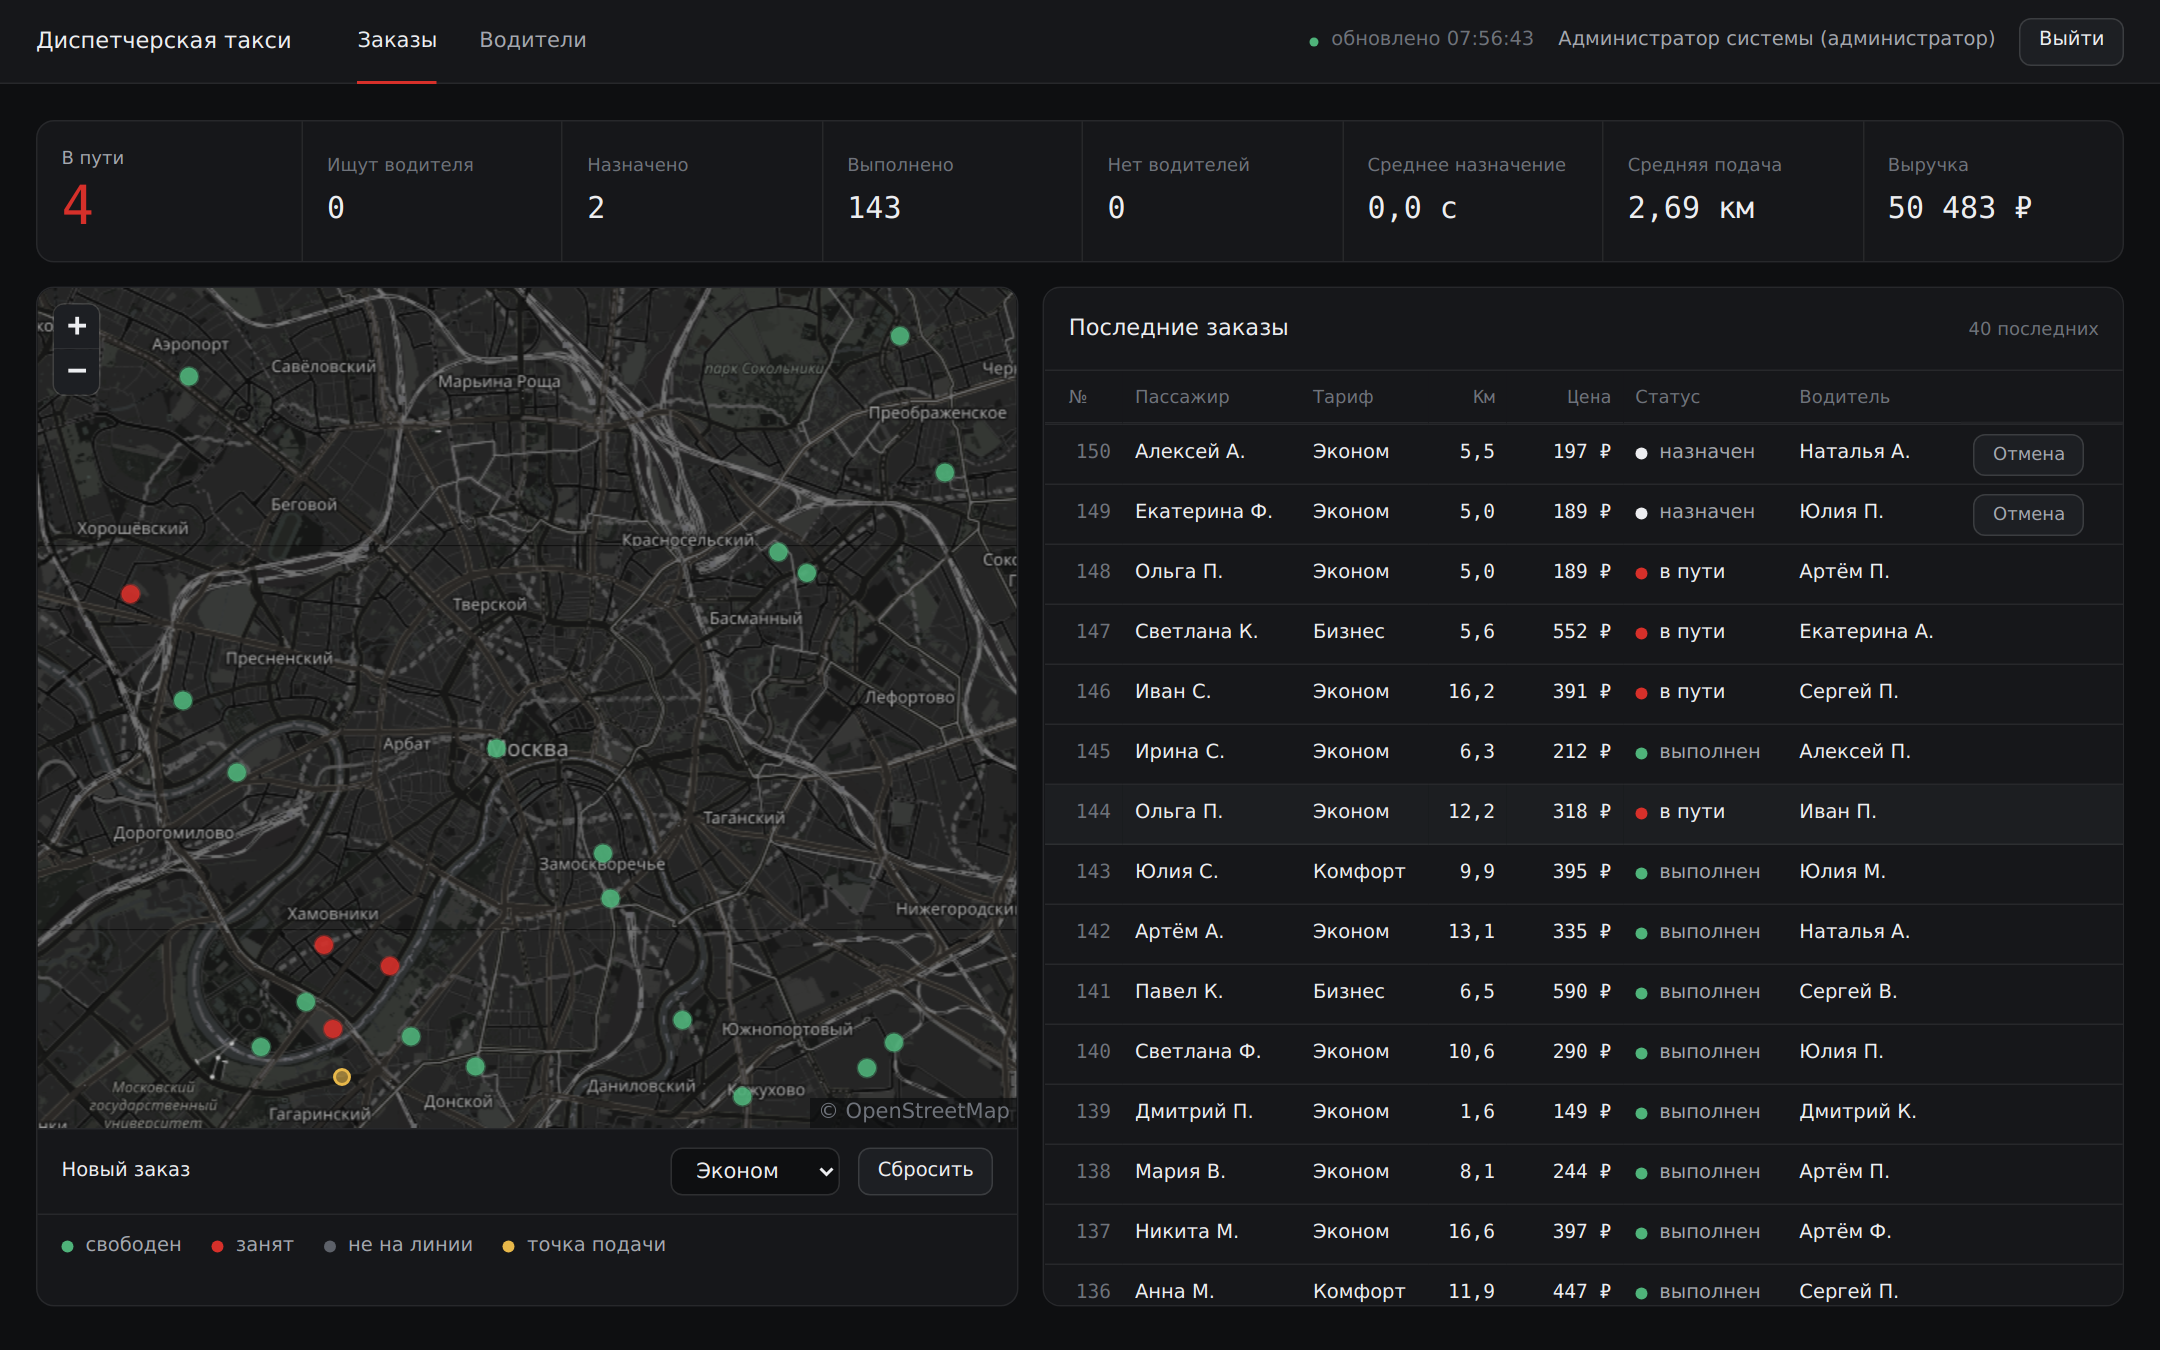 Диспетчерская такси
Заказы
Водители
обновлено 07:56:43
Администратор системы (администратор)
Выйти
В пути
4
Ищут водителя
0
Назначено
2
Выполнено
143
Нет водителей
0
Среднее назначение
0,0 с
Средняя подача
2,69 км
Выручка
50 483 ₽
+
−
Аэропорт
Савёловский
Марьина Роща
парк Сокольники
Преображенское
Беговой
Хорошёвский
Красносельский
Тверской
Басманный
Пресненский
Лефортово
Арбат
осква
Дорогомилово
Таганский
Замоскворечье
Хамовники
Нижегородски
Южнопортовый
Московский
государственный
университет
Гагаринский
Донской
Даниловский
© OpenStreetMap
Новый заказ
Эконом
Сбросить
свободен
занят
не на линии
точка подачи
Последние заказы
40 последних
№ Пассажир Тариф Км Цена Статус Водитель
150 Алексей А. Эконом 5,5 197 ₽ назначен Наталья А. Отмена
149 Екатерина Ф. Эконом 5,0 189 ₽ назначен Юлия П. Отмена
148 Ольга П. Эконом 5,0 189 ₽ в пути Артём П.
147 Светлана К. Бизнес 5,6 552 ₽ в пути Екатерина А.
146 Иван С. Эконом 16,2 391 ₽ в пути Сергей П.
145 Ирина С. Эконом 6,3 212 ₽ выполнен Алексей П.
144 Ольга П. Эконом 12,2 318 ₽ в пути Иван П.
143 Юлия С. Комфорт 9,9 395 ₽ выполнен Юлия М.
142 Артём А. Эконом 13,1 335 ₽ выполнен Наталья А.
141 Павел К. Бизнес 6,5 590 ₽ выполнен Сергей В.
140 Светлана Ф. Эконом 10,6 290 ₽ выполнен Юлия П.
139 Дмитрий П. Эконом 1,6 149 ₽ выполнен Дмитрий К.
138 Мария В. Эконом 8,1 244 ₽ выполнен Артём П.
137 Никита М. Эконом 16,6 397 ₽ выполнен Артём Ф.
136 Анна М. Комфорт 11,9 447 ₽ выполнен Сергей П.